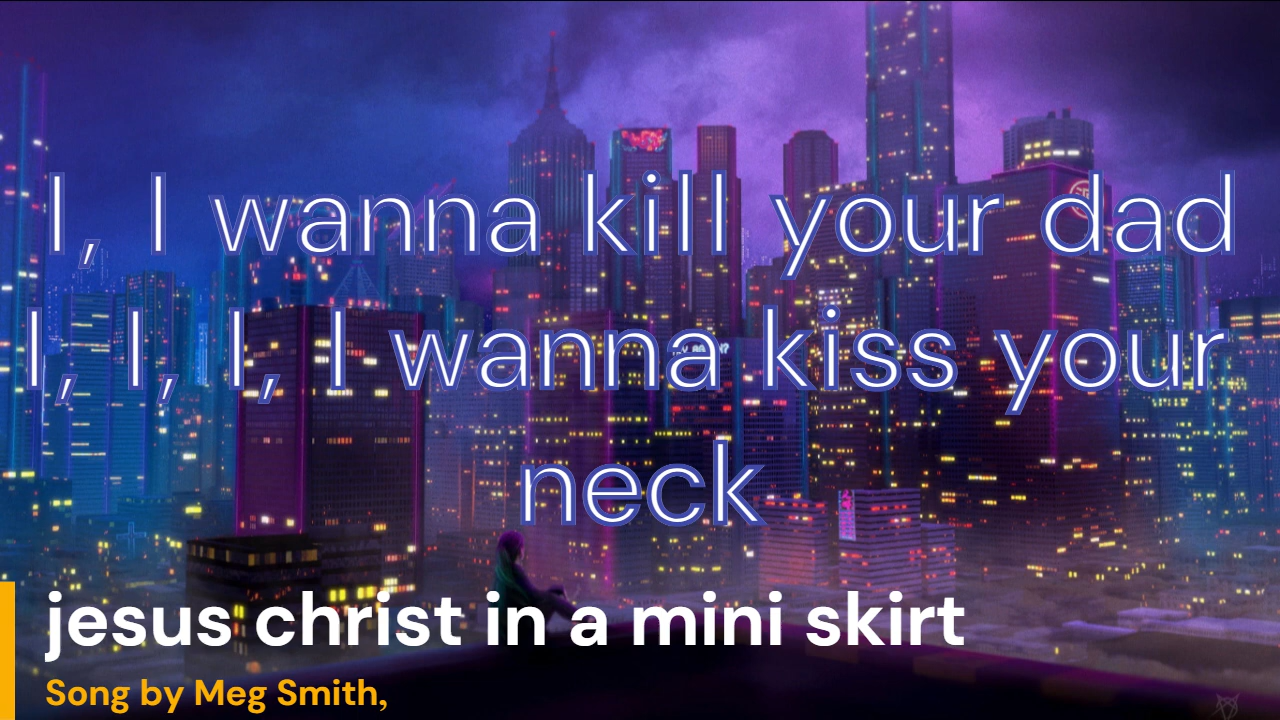 I, I wanna kill your dad
I, I, I, I wanna kiss your
neck
jesus christ in a mini skirt
Song by Meg Smith,